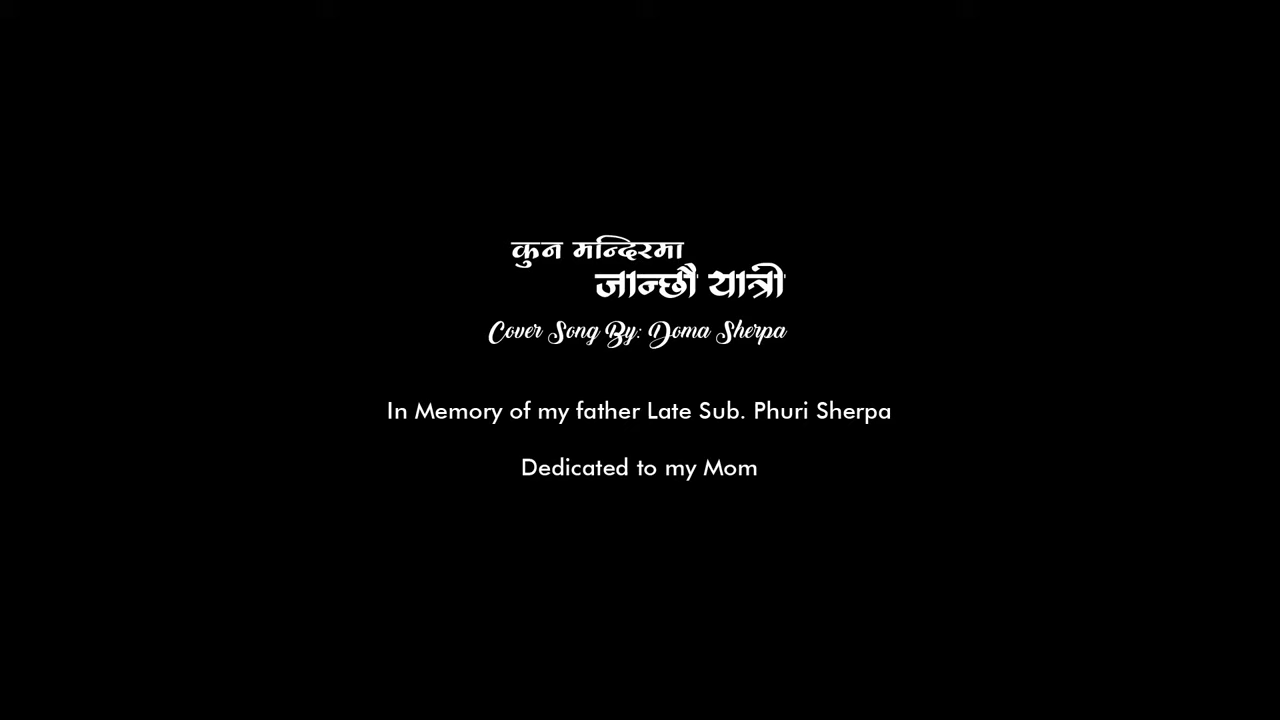 कुन मन्दिरमा
जान्छौ यात्री
Cover Song By: Doma Sherpa
In Memory of my father Late Sub. Phuri Sherpa
Dedicated to my Mom